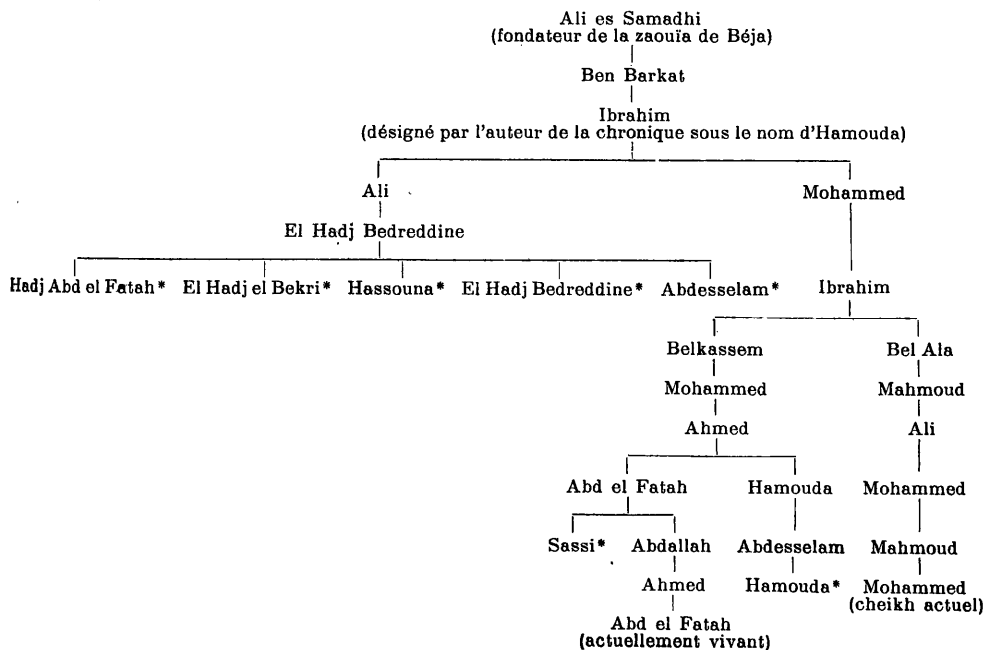 Ali es Samadhi
(fondateur de la zaouïa de Béja)
Ben Barkat
Ibrahim
(désigné par l'auteur de la chronique sous le nom d'Hamouda)
Ali Mohammed
El Hadj Bedreddine
Hadj Abd el Fatah* El Hadj el Bekri* Hassouna* El Hadj Bedreddine* Abdesselam* Ibrahim
Belkassem Bel Ala
Mohammed Mahmoud
Ahmed Ali
Abd el Fatah Hamouda Mohammed
Sassi* Abdallah Abdesselam Mahmoud
Ahmed Hamouda* Mohammed
(cheikh actuel)
Abd el Fatah
(actuellement vivant)